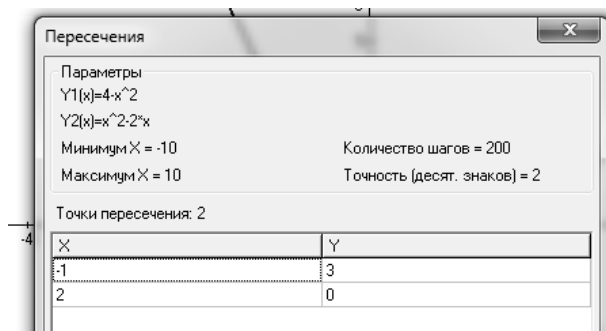 Пересечения
x
Параметры
Y1(x)=4-x^2
Y2(x)=x^2-2*x
Минимум X = -10
Количество шагов = 200
Максимум X = 10
Точность (десят. знаков) = 2
Точки пересечения: 2
-4
X Y
-1 3
2 0